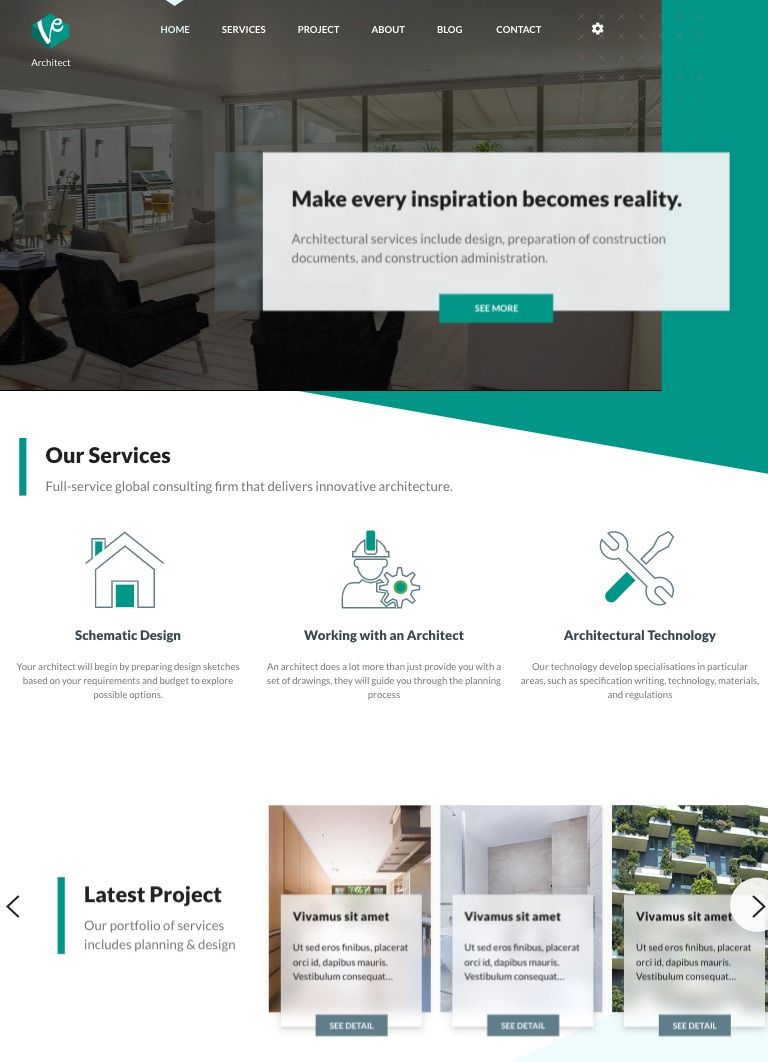 Ve
Architect
HOME SERVICES PROJECT ABOUT BLOG CONTACT
Make every inspiration becomes reality.
Architectural services include design, preparation of construction
documents, and construction administration.
SEE MORE
Our Services
Full-service global consulting firm that delivers innovative architecture.
Schematic Design
Your architect will begin by preparing design sketches
based on your requirements and budget to explore
possible options.
Working with an Architect
An architect does a lot more than just provide you with a
set of drawings, they will guide you through the planning
process
Architectural Technology
Our technology develop specialisations in particular
areas, such as specification writing, technology, materials,
and regulations
Latest Project
Our portfolio of services
includes planning & design
Vivamus sit amet
Ut sed eros finibus, placerat
orci id, dapibus mauris.
Vestibulum consequat...
SEE DETAIL
Vivamus sit amet
Ut sed eros finibus, placerat
orci id, dapibus mauris.
Vestibulum consequat...
SEE DETAIL
Vivamus sit amet
Ut sed eros finibus, placerat
orci id, dapibus mauris.
Vestibulum consequat...
SEE DETAIL